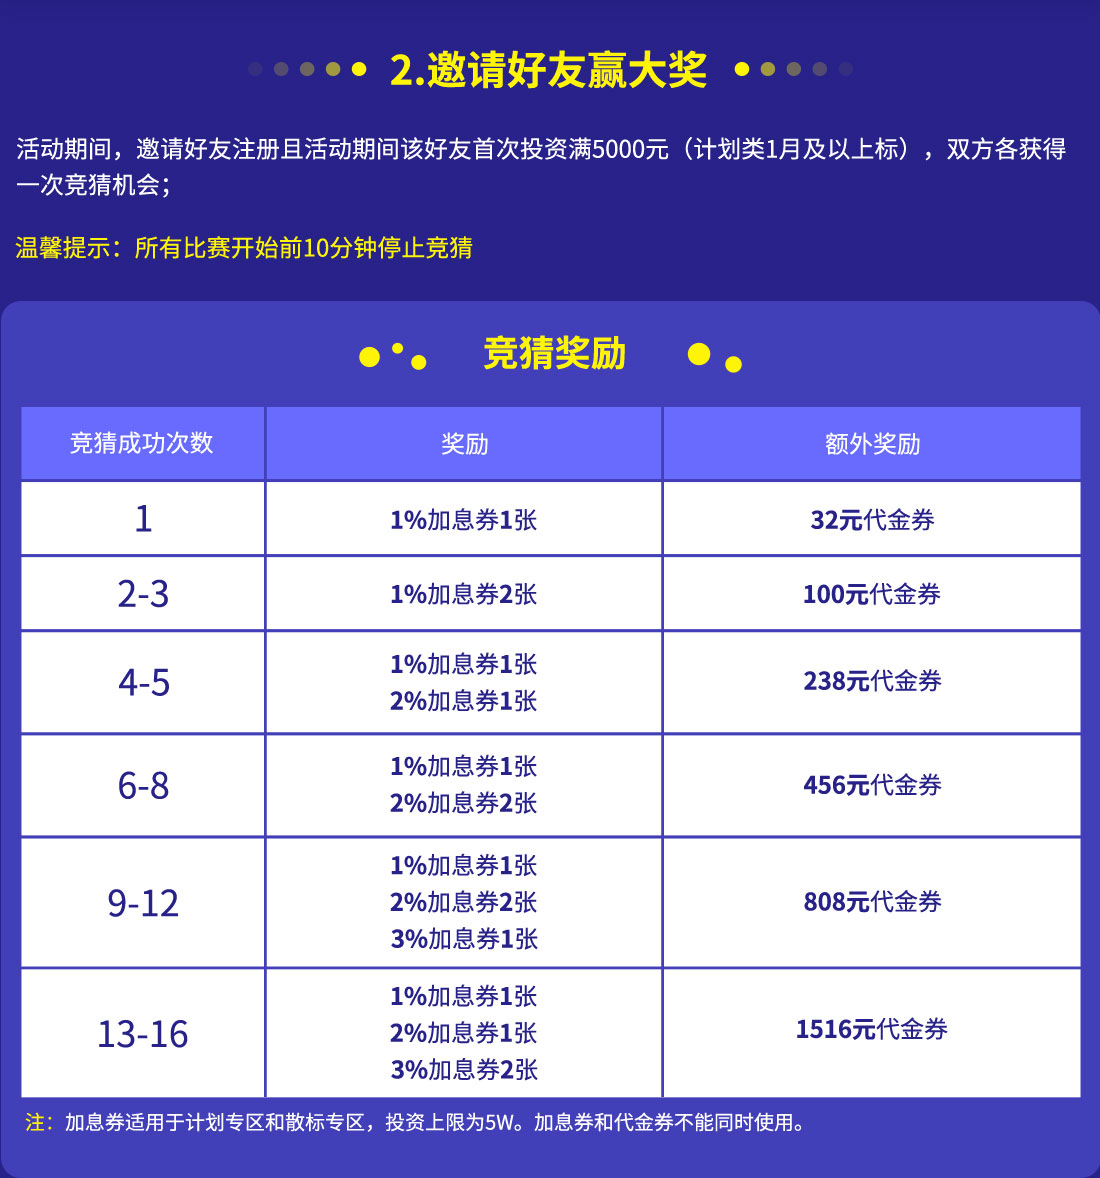 2.邀请好友赢大奖
活动期间，邀请好友注册且活动期间该好友首次投资满5000元（计划类1月及以上标），双方各获得
一次竞猜机会；
温馨提示：所有比赛开始前10分钟停止竞猜
竞猜奖励
竞猜成功次数 奖励 额外奖励
1 1%加息券1张 32元代金券
2-3 1%加息券2张 100元代金券
4-5 1%加息券1张 238元代金券
2%加息券1张
6-8 1%加息券1张 456元代金券
2%加息券2张
9-12 1%加息券1张 808元代金券
2%加息券2张
3%加息券1张
13-16 1%加息券1张 1516元代金券
2%加息券1张
3%加息券2张
注：加息券适用于计划专区和散标专区，投资上限为5W。加息券和代金券不能同时使用。